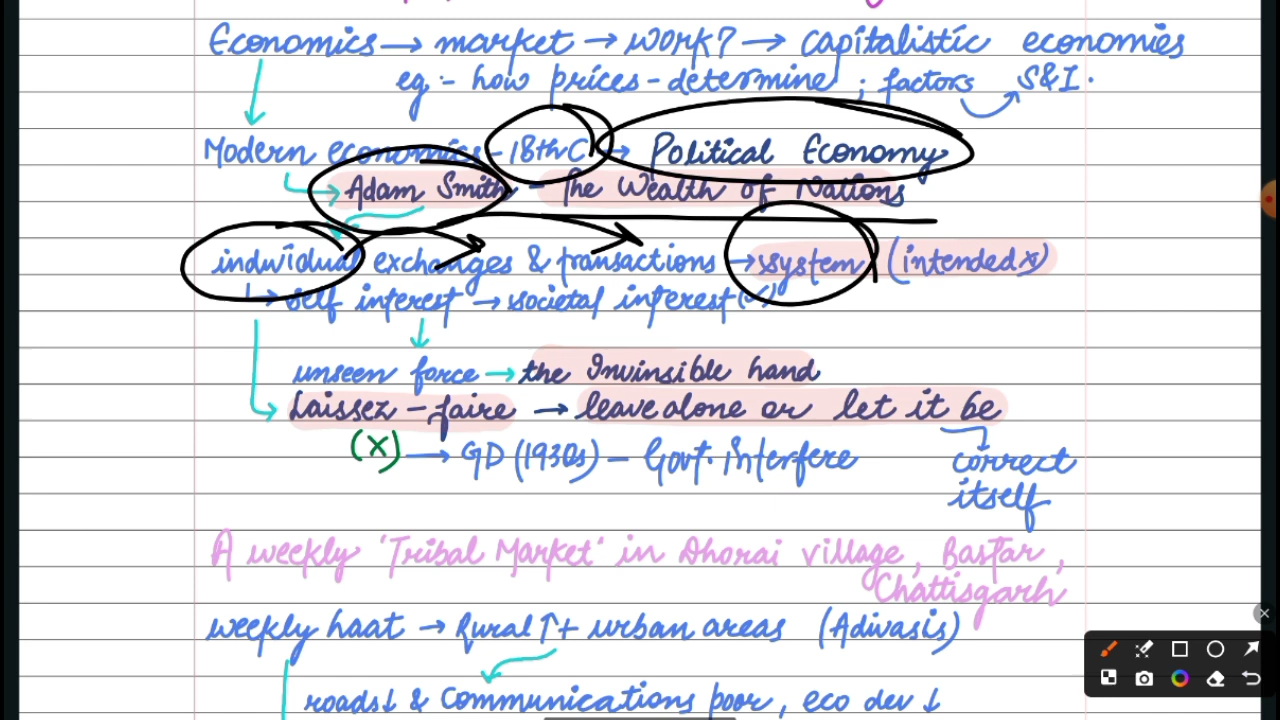 Economics → market → work? → capitalistic economies
eg :- how prices - determine ; factors → S&I.
Modern economics - 18th C → Political Economy
→ Adam Smith - The Wealth of Nations
individual exchanges & transactions → system (intended x)
→ self interest → societal interest (✓)
unseen force → the Invinsible hand
Laissez - faire → leave alone or let it be
(x) → GD (1930s) - Govt. interfere
correct
itself
A weekly 'Tribal Market' in Dhorai village, Bastar,
Chattisgarh
weekly haat → Rural ↑ + urban areas (Adivasis)
roads↓ & communications poor, eco dev ↓